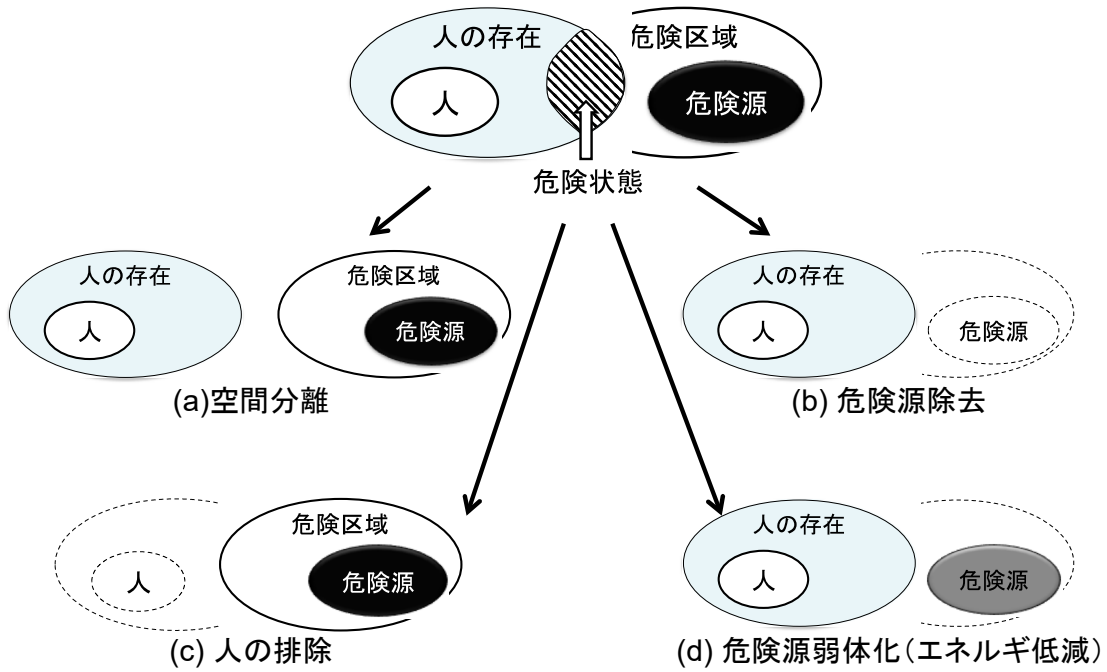 人の存在
危険区域
人
危険源
危険状態
人の存在
人
危険区域
危険源
(a)空間分離
人の存在
人
危険源
(b) 危険源除去
人
危険区域
危険源
(c) 人の排除
人の存在
人
危険源
(d) 危険源弱体化(エネルギ低減)